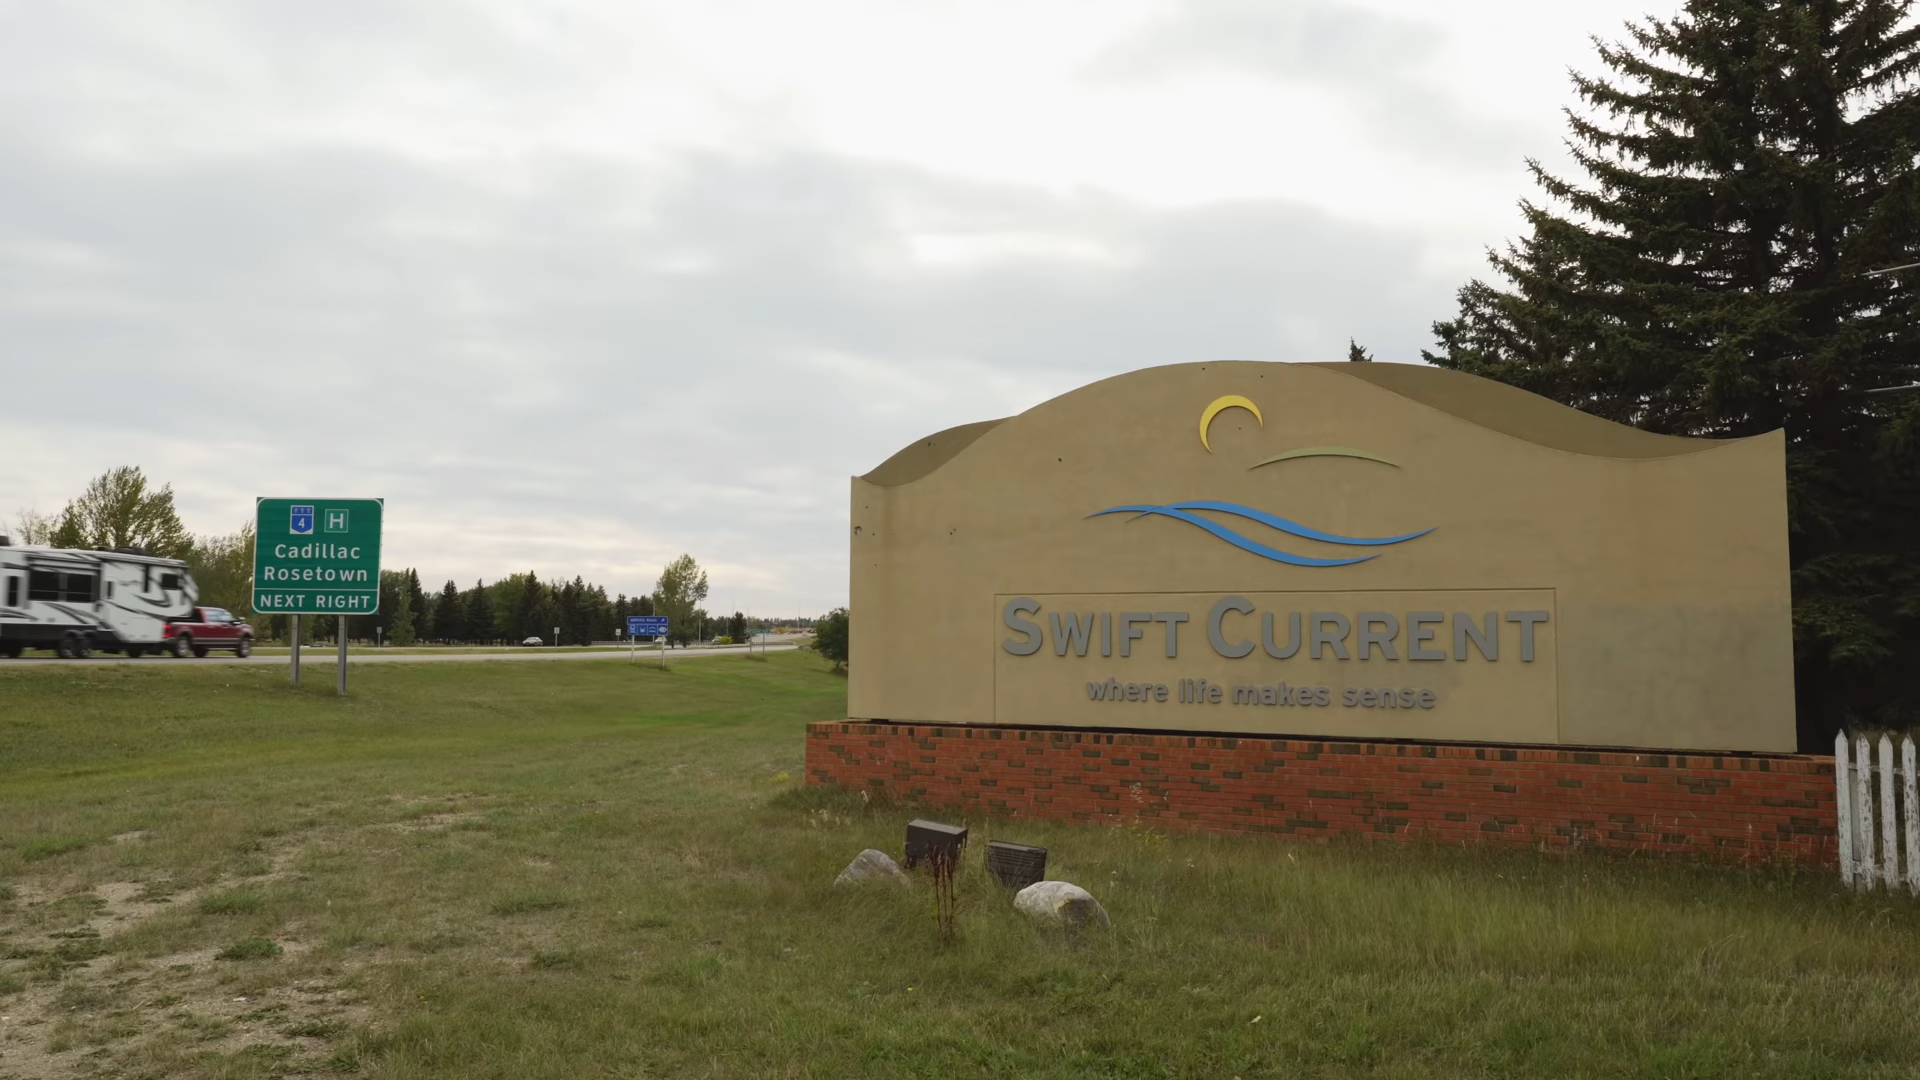 4 H
Cadillac
Rosetown
NEXT RIGHT
SWIFT CURRENT
where life makes sense